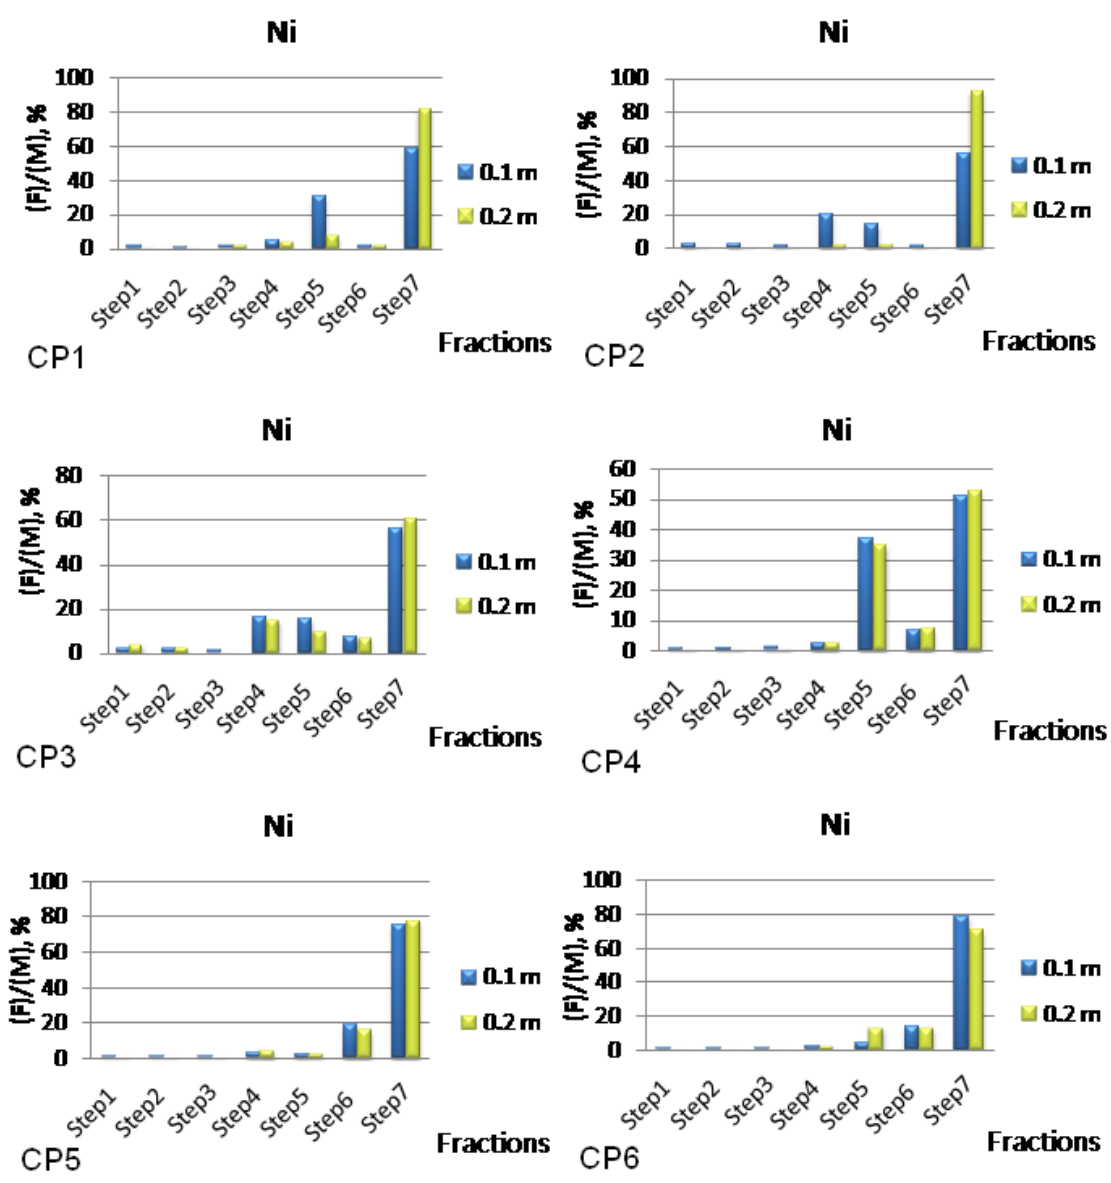 Ni
(F)/(M), %
100
80
60
40
20
0
Step1 Step2 Step3 Step4 Step5 Step6 Step7
Fractions
0.1 m
0.2 m
CP1
Ni
(F)/(M), %
100
80
60
40
20
0
Step1 Step2 Step3 Step4 Step5 Step6 Step7
Fractions
0.1 m
0.2 m
CP2
Ni
(F)/(M), %
80
60
40
20
0
Step1 Step2 Step3 Step4 Step5 Step6 Step7
Fractions
0.1 m
0.2 m
CP3
Ni
(F)/(M), %
60
50
40
30
20
10
0
Step1 Step2 Step3 Step4 Step5 Step6 Step7
Fractions
0.1 m
0.2 m
CP4
Ni
(F)/(M), %
100
80
60
40
20
0
Step1 Step2 Step3 Step4 Step5 Step6 Step7
Fractions
0.1 m
0.2 m
CP5
Ni
(F)/(M), %
100
80
60
40
20
0
Step1 Step2 Step3 Step4 Step5 Step6 Step7
Fractions
0.1 m
0.2 m
CP6